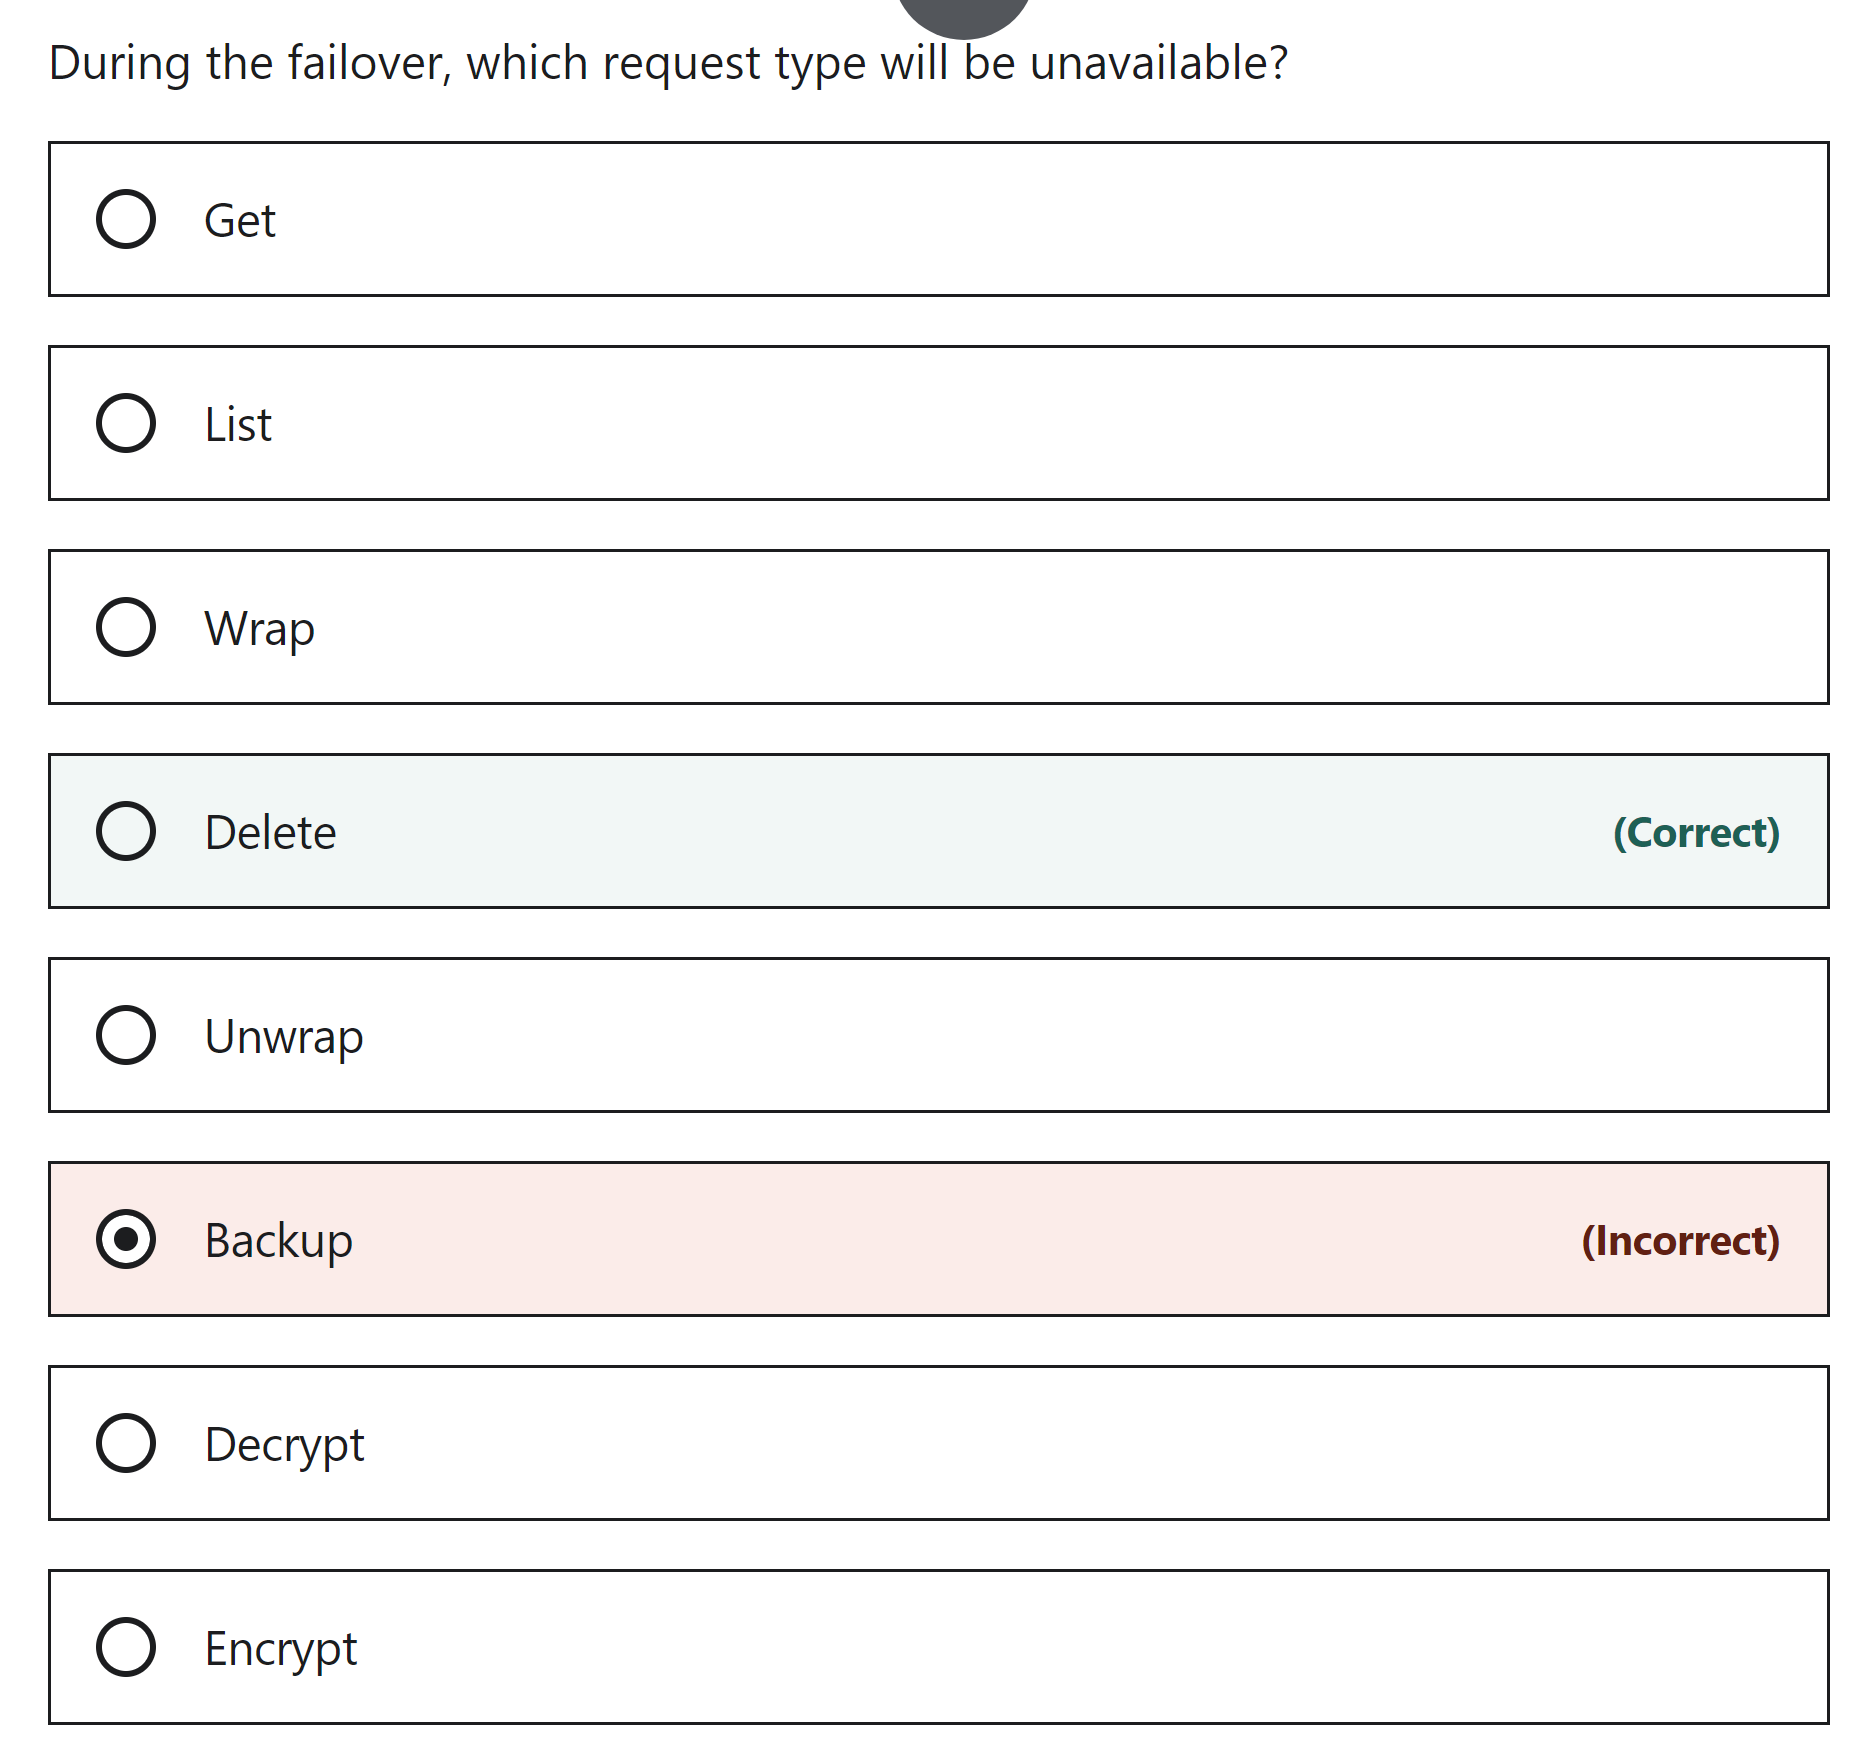 During the failover, which request type will be unavailable?
Get
List
Wrap
Delete (Correct)
Unwrap
Backup (Incorrect)
Decrypt
Encrypt